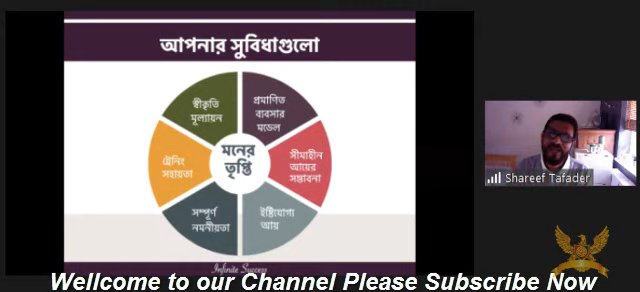 আপনার সুবিধাগুলো
স্বীকৃতি
মূল্যায়ন
প্রমাণিত
ব্যবসার
মডেল
ট্রেনিং
সহায়তা
মনের
তৃপ্তি
সীমাহীন
আয়ের
সম্ভাবনা
সম্পূর্ণ
নমনীয়তা
ইচ্ছিযোগ্য
আয়
Shareef Tafader
Infinite Success
Wellcome to our Channel Please Subscribe Now